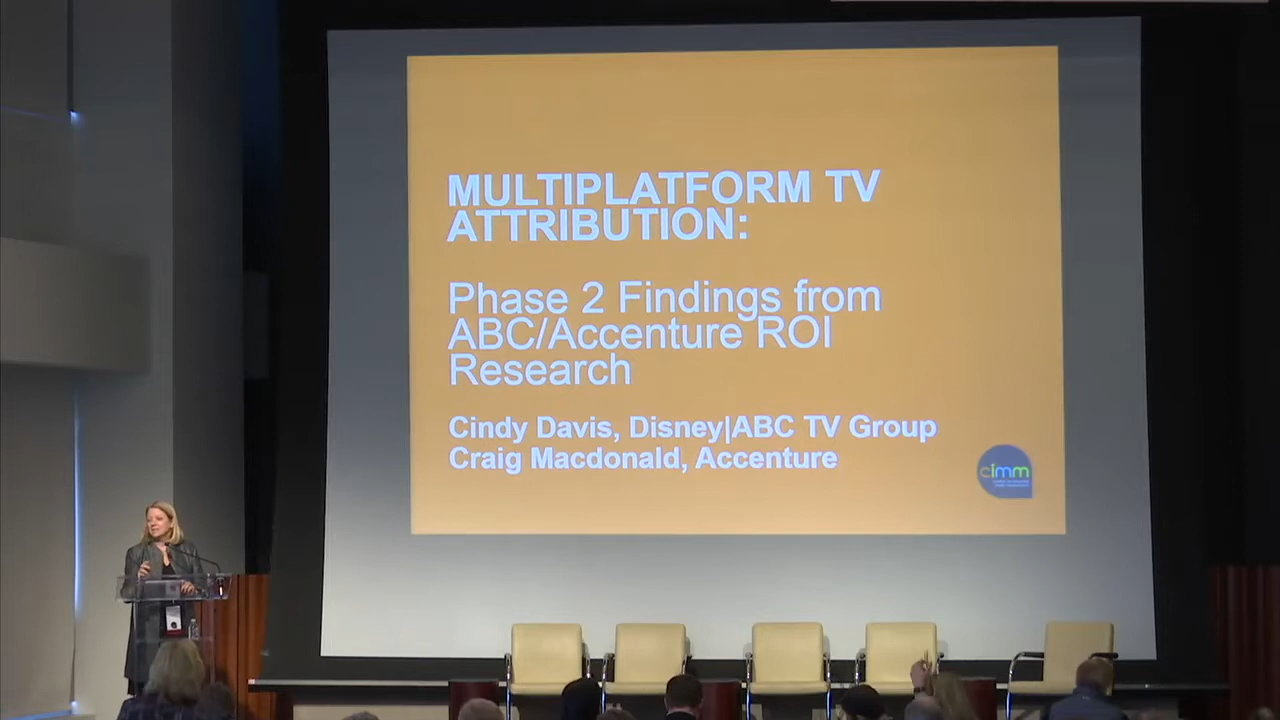 MULTIPLATFORM TV
ATTRIBUTION:
Phase 2 Findings from
ABC/Accenture ROI
Research
Cindy Davis, Disney|ABC TV Group
Craig Macdonald, Accenture
cimm